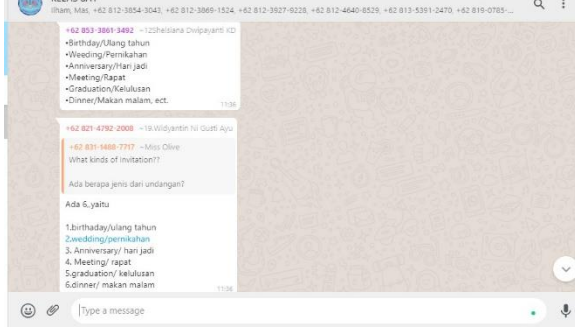 Ilham, Mas, +62 812-3854-3043, +62 812-3869-1524, +62 812-3927-9228, +62 812-4640-8529, +62 813-5391-2470, +62 819-0785-...
+62 853-3861-3492 ~12Sheisiana Dwipayanti KD
•Birthday/Ulang tahun
•Weeding/Pernikahan
•Anniversary/Hari jadi
•Meeting/Rapat
•Graduation/Kelulusan
•Dinner/Makan malam, ect.
11:36
+62 821-4792-2008 ~19.Widyantin Ni Gusti Ayu
+62 831-1488-7717 ~Miss Olive
What kinds of Invitation??
Ada berapa jenis dari undangan?
Ada 6,,yaitu
1.birthaday/ulang tahun
2.wedding/pernikahan
3. Anniversary/ hari jadi
4. Meeting/ rapat
5.graduation/ kelulusan
6.dinner/ makan malam
11:36
Type a message